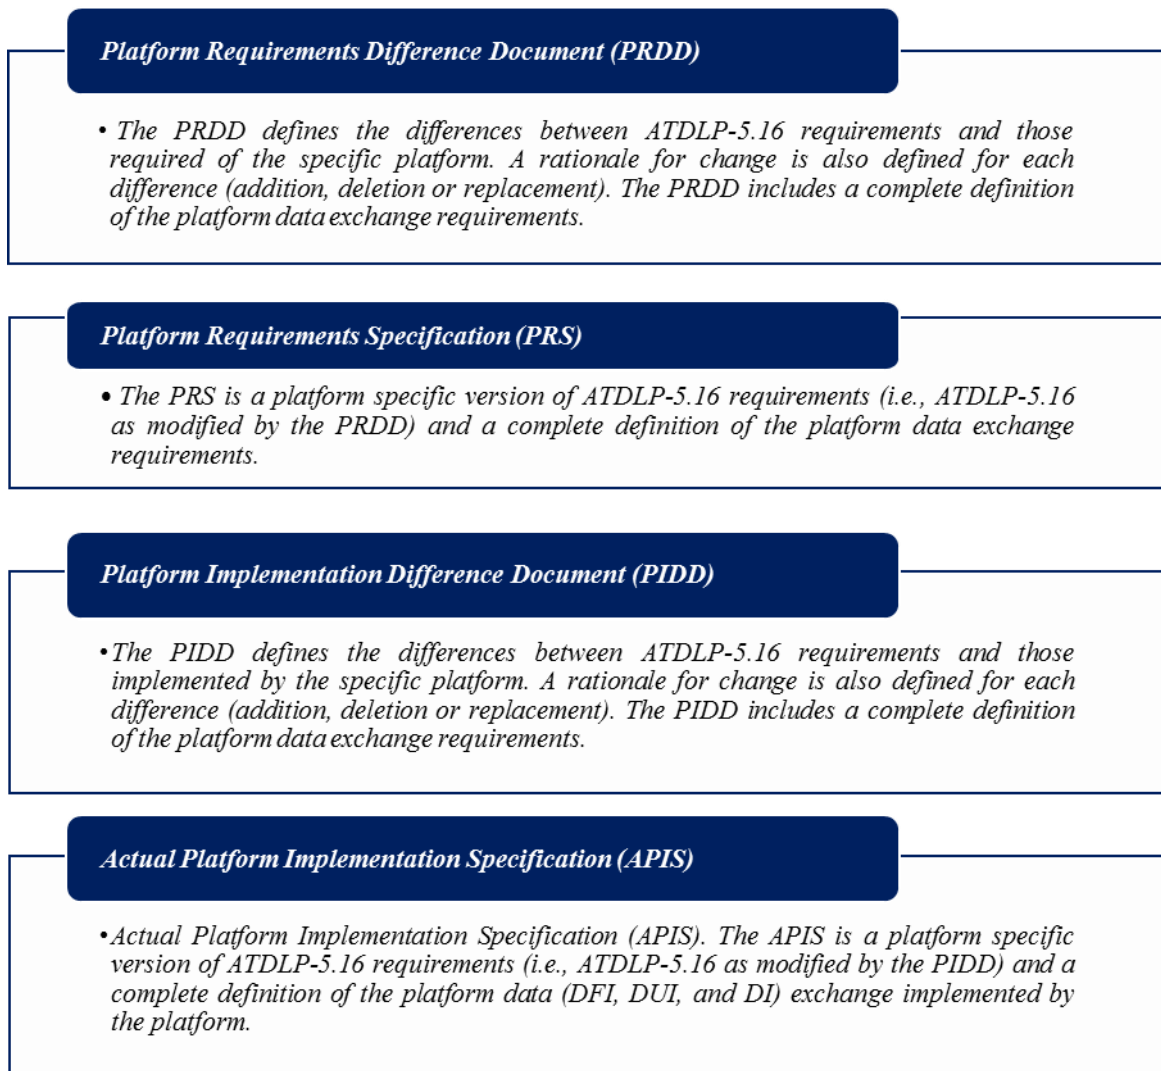 Platform Requirements Difference Document (PRDD)
• The PRDD defines the differences between ATDLP-5.16 requirements and those
required of the specific platform. A rationale for change is also defined for each
difference (addition, deletion or replacement). The PRDD includes a complete definition
of the platform data exchange requirements.
Platform Requirements Specification (PRS)
• The PRS is a platform specific version of ATDLP-5.16 requirements (i.e., ATDLP-5.16
as modified by the PRDD) and a complete definition of the platform data exchange
requirements.
Platform Implementation Difference Document (PIDD)
• The PIDD defines the differences between ATDLP-5.16 requirements and those
implemented by the specific platform. A rationale for change is also defined for each
difference (addition, deletion or replacement). The PIDD includes a complete definition
of the platform data exchange requirements.
Actual Platform Implementation Specification (APIS)
• Actual Platform Implementation Specification (APIS). The APIS is a platform specific
version of ATDLP-5.16 requirements (i.e., ATDLP-5.16 as modified by the PIDD) and a
complete definition of the platform data (DFI, DUI, and DI) exchange implemented by
the platform.